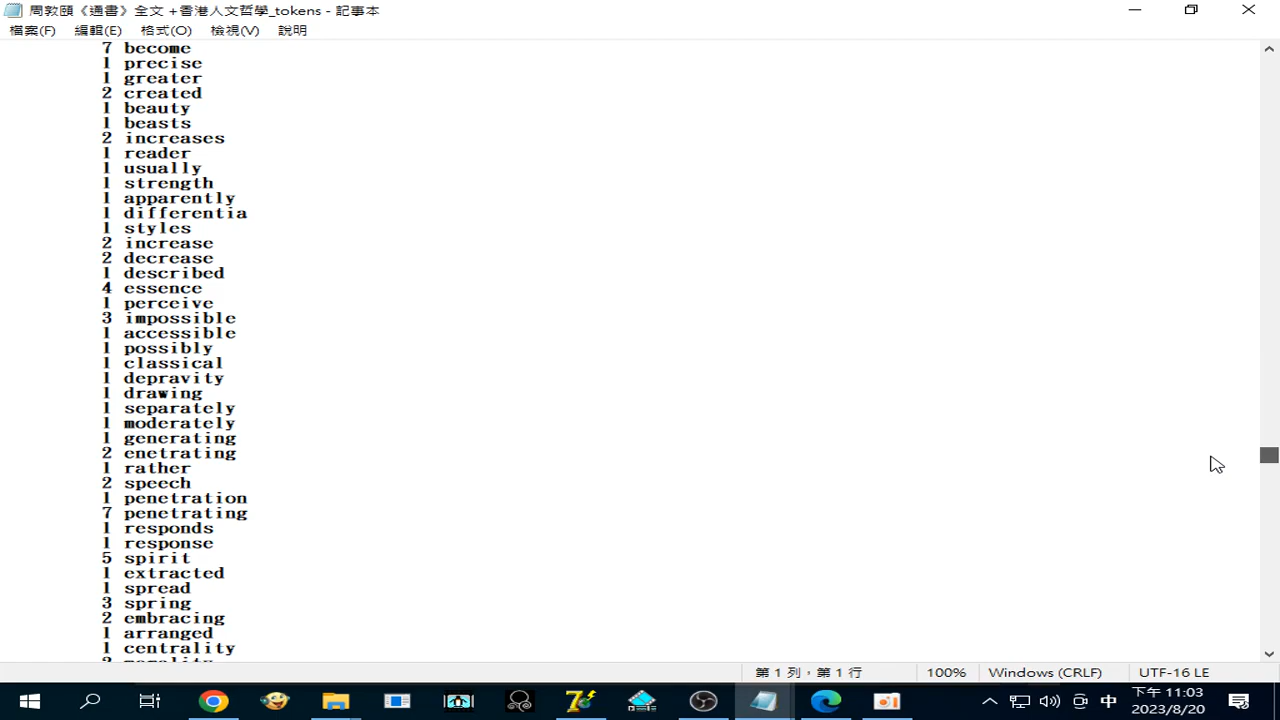 周敦頤《通書》全文 +香港人文哲學_tokens - 記事本
檔案(F) 編輯(E) 格式(O) 檢視(V) 說明
7 become
1 precise
1 greater
2 created
1 beauty
1 beasts
2 increases
1 reader
1 usually
1 strength
1 apparently
1 differentia
1 styles
2 increase
2 decrease
1 described
4 essence
1 perceive
3 impossible
1 accessible
1 possibly
1 classical
1 depravity
1 drawing
1 separately
1 moderately
1 generating
2 enetrating
1 rather
2 speech
1 penetration
7 penetrating
1 responds
1 response
5 spirit
1 extracted
1 spread
3 spring
2 embracing
1 arranged
1 centrality
第 1 列，第 1 行 100% Windows (CRLF) UTF-16 LE
中 下午 11:03
2023/8/20